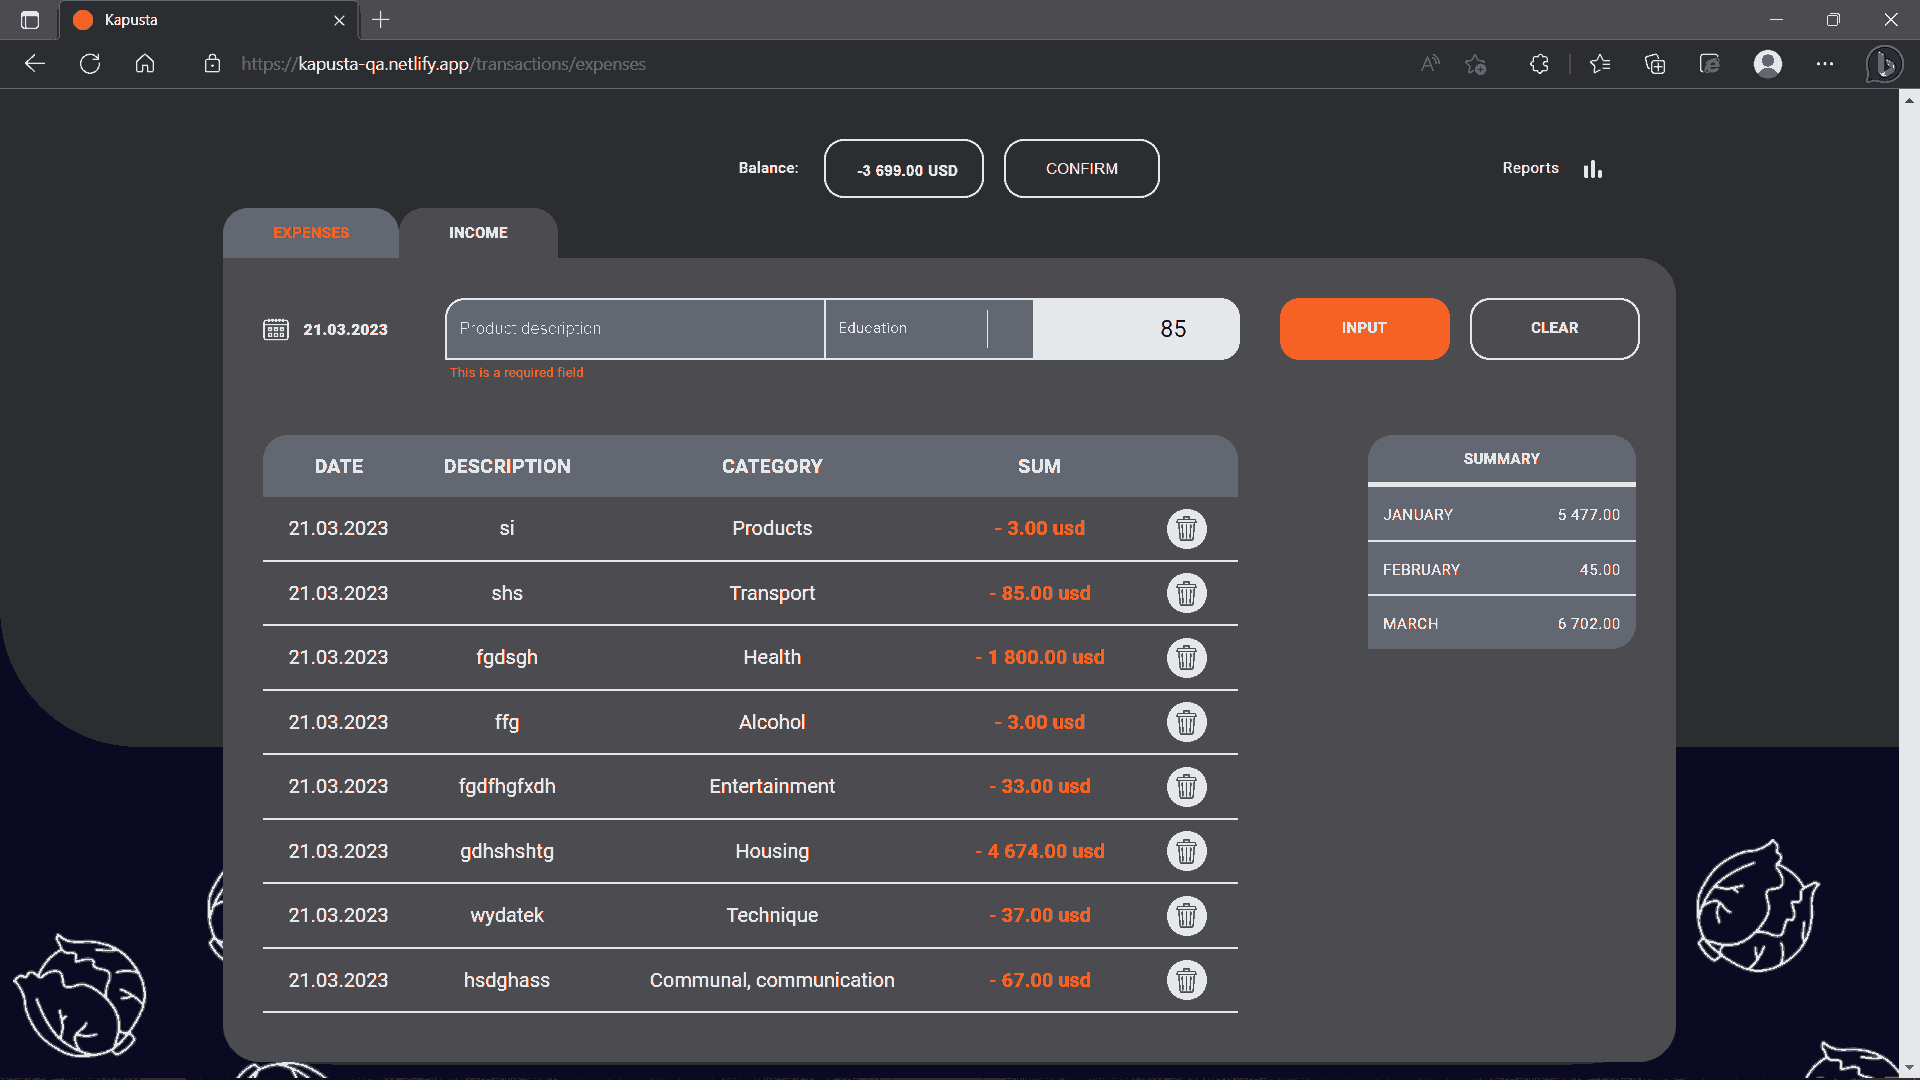 Kapusta
https://kapusta-qa.netlify.app/transactions/expenses
Balance: -3 699.00 USD CONFIRM Reports
EXPENSES INCOME
21.03.2023 Product description Education 85 INPUT CLEAR
This is a required field
DATE DESCRIPTION CATEGORY SUM
21.03.2023 si Products - 3.00 usd
21.03.2023 shs Transport - 85.00 usd
21.03.2023 fgdsgh Health - 1 800.00 usd
21.03.2023 ffg Alcohol - 3.00 usd
21.03.2023 fgdfhgfxdh Entertainment - 33.00 usd
21.03.2023 gdhshshtg Housing - 4 674.00 usd
21.03.2023 wydatek Technique - 37.00 usd
21.03.2023 hsdghass Communal, communication - 67.00 usd
SUMMARY
JANUARY 5 477.00
FEBRUARY 45.00
MARCH 6 702.00